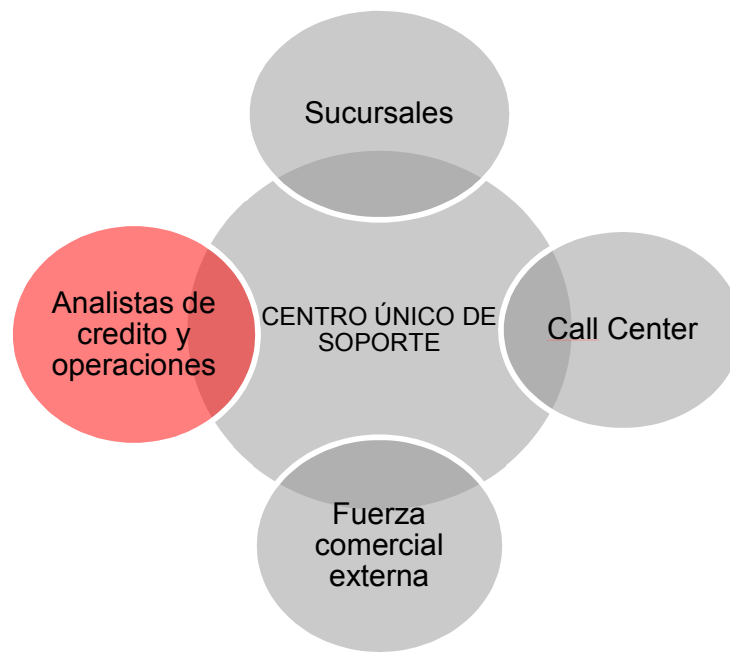 Sucursales
Analistas de
credito y
operaciones
CENTRO ÚNICO DE
SOPORTE
Call Center
Fuerza
comercial
externa